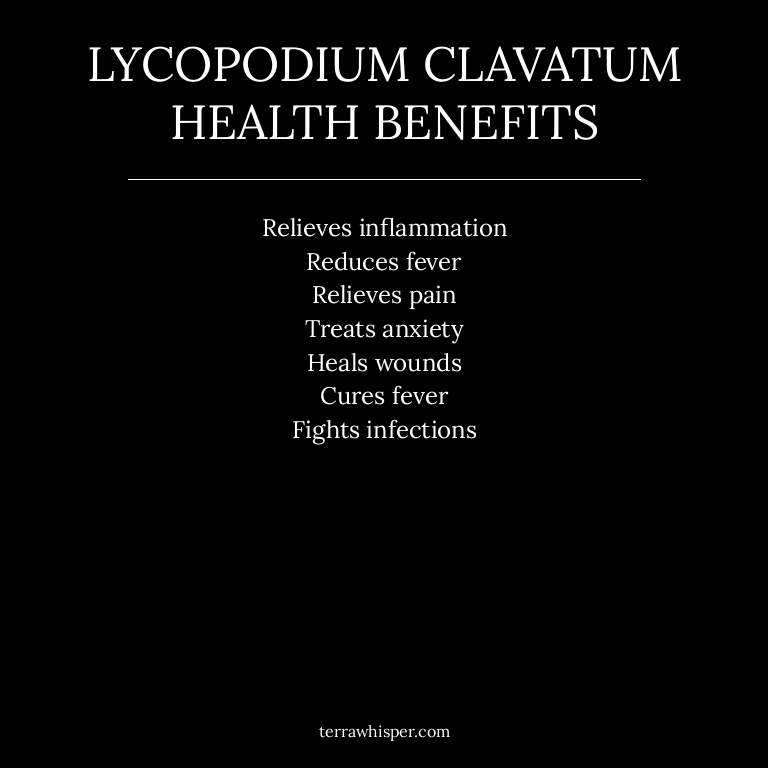 LYCOPODIUM CLAVATUM
HEALTH BENEFITS
Relieves inflammation
Reduces fever
Relieves pain
Treats anxiety
Heals wounds
Cures fever
Fights infections
terrawhisper.com